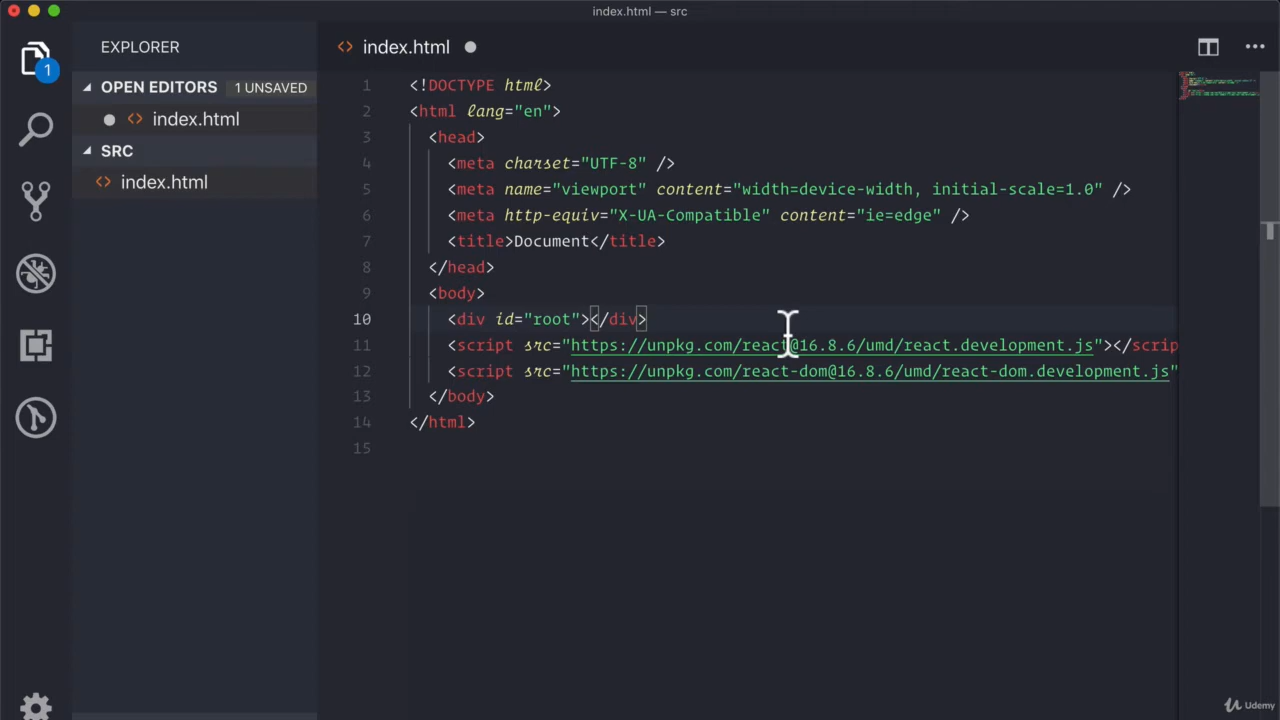 index.html — src
EXPLORER
OPEN EDITORS 1 UNSAVED
index.html
SRC
index.html
1
index.html
1 <!DOCTYPE html>
2 <html lang="en">
3 <head>
4 <meta charset="UTF-8" />
5 <meta name="viewport" content="width=device-width, initial-scale=1.0" />
6 <meta http-equiv="X-UA-Compatible" content="ie=edge" />
7 <title>Document</title>
8 </head>
9 <body>
10 <div id="root"></div>
11 <script src="https://unpkg.com/react@16.8.6/umd/react.development.js"></scrip
12 <script src="https://unpkg.com/react-dom@16.8.6/umd/react-dom.development.js"
13 </body>
14 </html>
15
Udemy